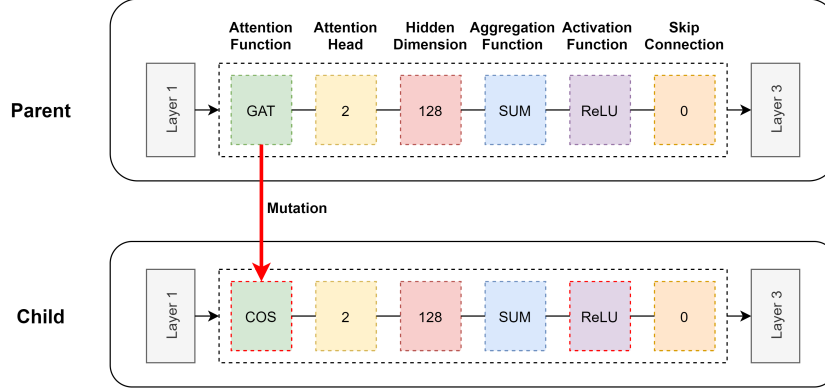 Attention Function
Attention Head
Hidden Dimension
Aggregation Function
Activation Function
Skip Connection
Parent
Layer 1
GAT
2
128
SUM
ReLU
0
Layer 3
Mutation
Child
Layer 1
COS
2
128
SUM
ReLU
0
Layer 3